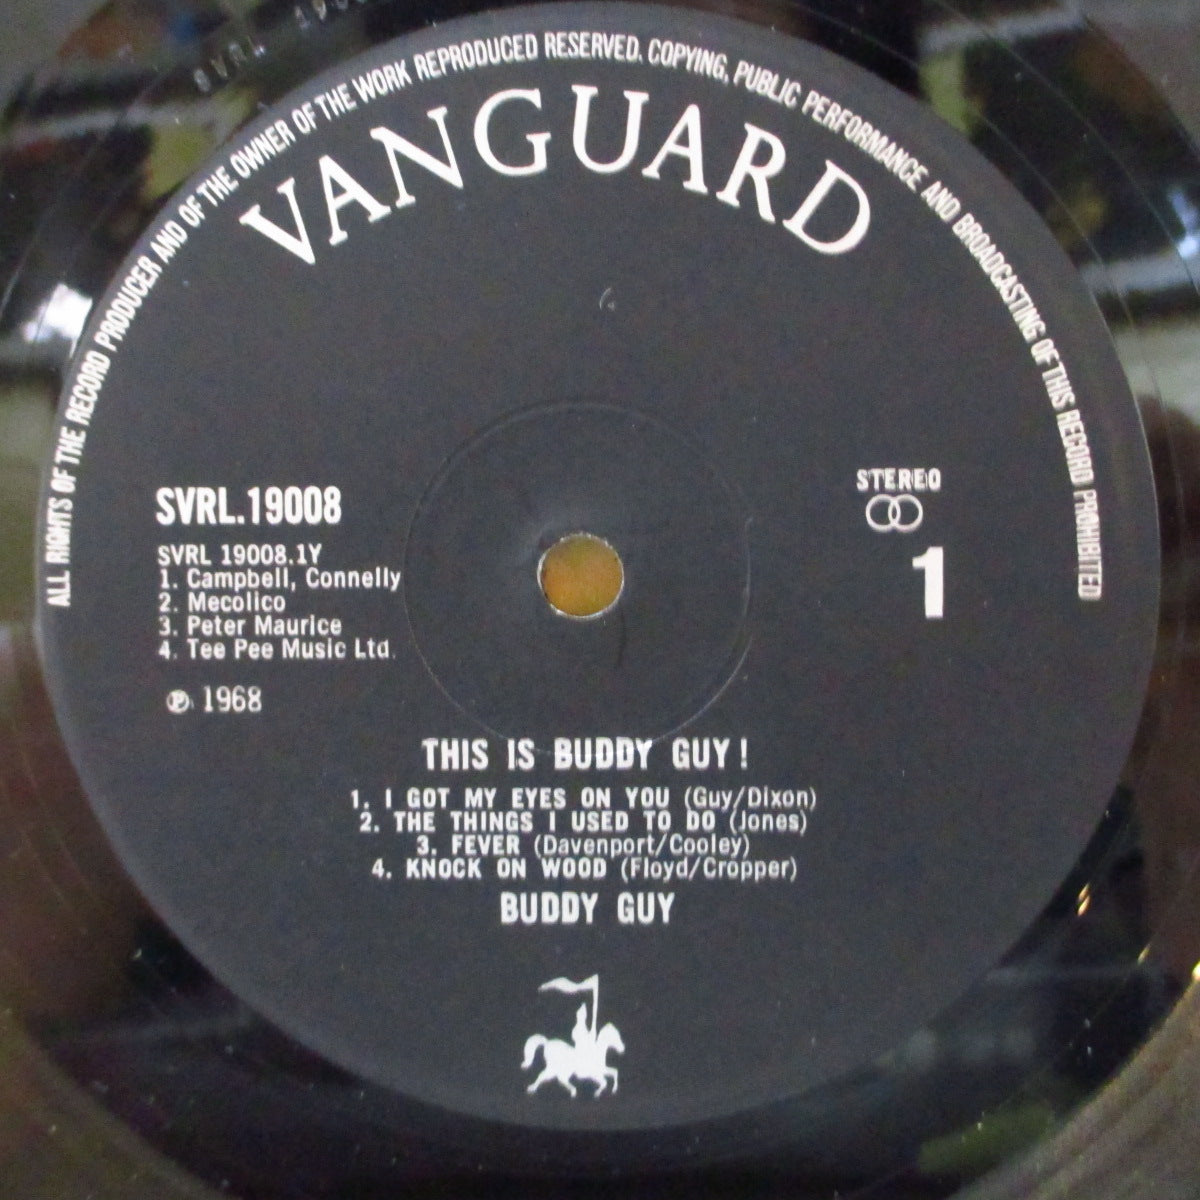 ALL RIGHTS OF THE RECORD PRODUCER AND OF THE OWNER OF THE WORK REPRODUCED RESERVED. COPYING, PUBLIC PERFORMANCE AND BROADCASTING OF THIS RECORD PROHIBITED
VANGUARD
SVRL.19008
STEREO
SVRL 19008.1Y
1
1. Campbell, Connelly
2. Mecolico
3. Peter Maurice
4. Tee Pee Music Ltd.
℗ 1968
THIS IS BUDDY GUY!
1. I GOT MY EYES ON YOU (Guy/Dixon)
2. THE THINGS I USED TO DO (Jones)
3. FEVER (Davenport/Cooley)
4. KNOCK ON WOOD (Floyd/Cropper)
BUDDY GUY